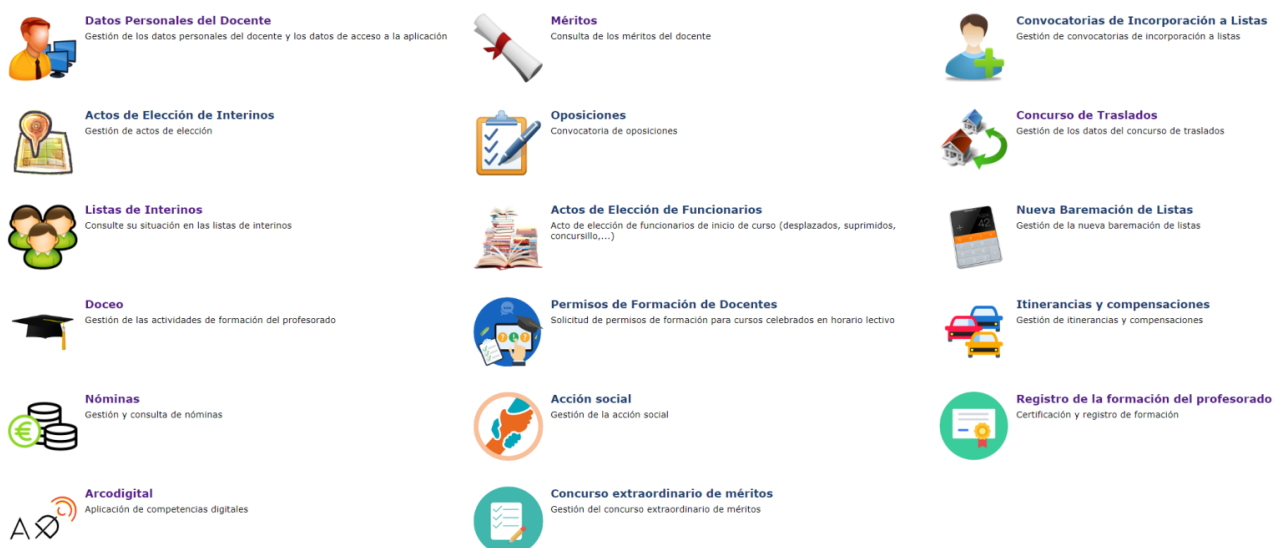 Datos Personales del Docente
Gestión de los datos personales del docente y los datos de acceso a la aplicación
Méritos
Consulta de los méritos del docente
Convocatorias de Incorporación a Listas
Gestión de convocatorias de incorporación a listas
Actos de Elección de Interinos
Gestión de actos de elección
Oposiciones
Convocatoria de oposiciones
Concurso de Traslados
Gestión de los datos del concurso de traslados
Listas de Interinos
Consulte su situación en las listas de interinos
Actos de Elección de Funcionarios
Acto de elección de funcionarios de inicio de curso (desplazados, suprimidos,
concursillo,...)
42
Nueva Baremación de Listas
Gestión de la nueva baremación de listas
Doceo
Gestión de las actividades de formación del profesorado
Permisos de Formación de Docentes
Solicitud de permisos de formación para cursos celebrados en horario lectivo
Itinerancias y compensaciones
Gestión de itinerancias y compensaciones
Nóminas
Gestión y consulta de nóminas
Acción social
Gestión de la acción social
Registro de la formación del profesorado
Certificación y registro de formación
Arcodigital
Aplicación de competencias digitales
Concurso extraordinario de méritos
Gestión del concurso extraordinario de méritos